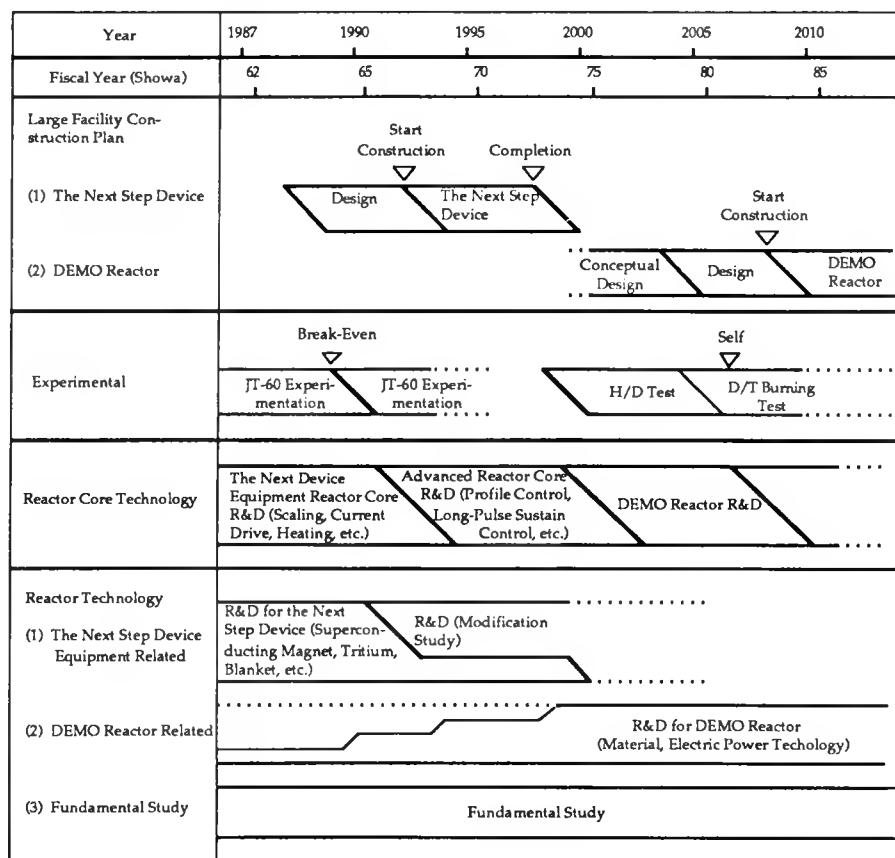 Year 1987 1990 1995 2000 2005 2010
Fiscal Year (Showa) 62 65 70 75 80 85
Large Facility Con-
struction Plan
Start
Construction
Completion
(1) The Next Step Device
Design
The Next Step
Device
Start
Construction
(2) DEMO Reactor
Conceptual
Design
Design
DEMO
Reactor
Break-Even
Self
Experimental
JT-60 Experi-
mentation
JT-60 Experi-
mentation
H/D Test
D/T Burning
Test
Reactor Core Technology
The Next Device
Equipment Reactor Core
R&D (Scaling, Current
Drive, Heating, etc.)
Advanced Reactor Core
R&D (Profile Control,
Long-Pulse Sustain
Control, etc.)
DEMO Reactor R&D
Reactor Technology
(1) The Next Step Device
Equipment Related
R&D for the Next
Step Device (Supercon-
ducting Magnet, Tritium,
Blanket, etc.)
R&D (Modification
Study)
(2) DEMO Reactor Related
R&D for DEMO Reactor
(Material, Electric Power Techology)
(3) Fundamental Study
Fundamental Study